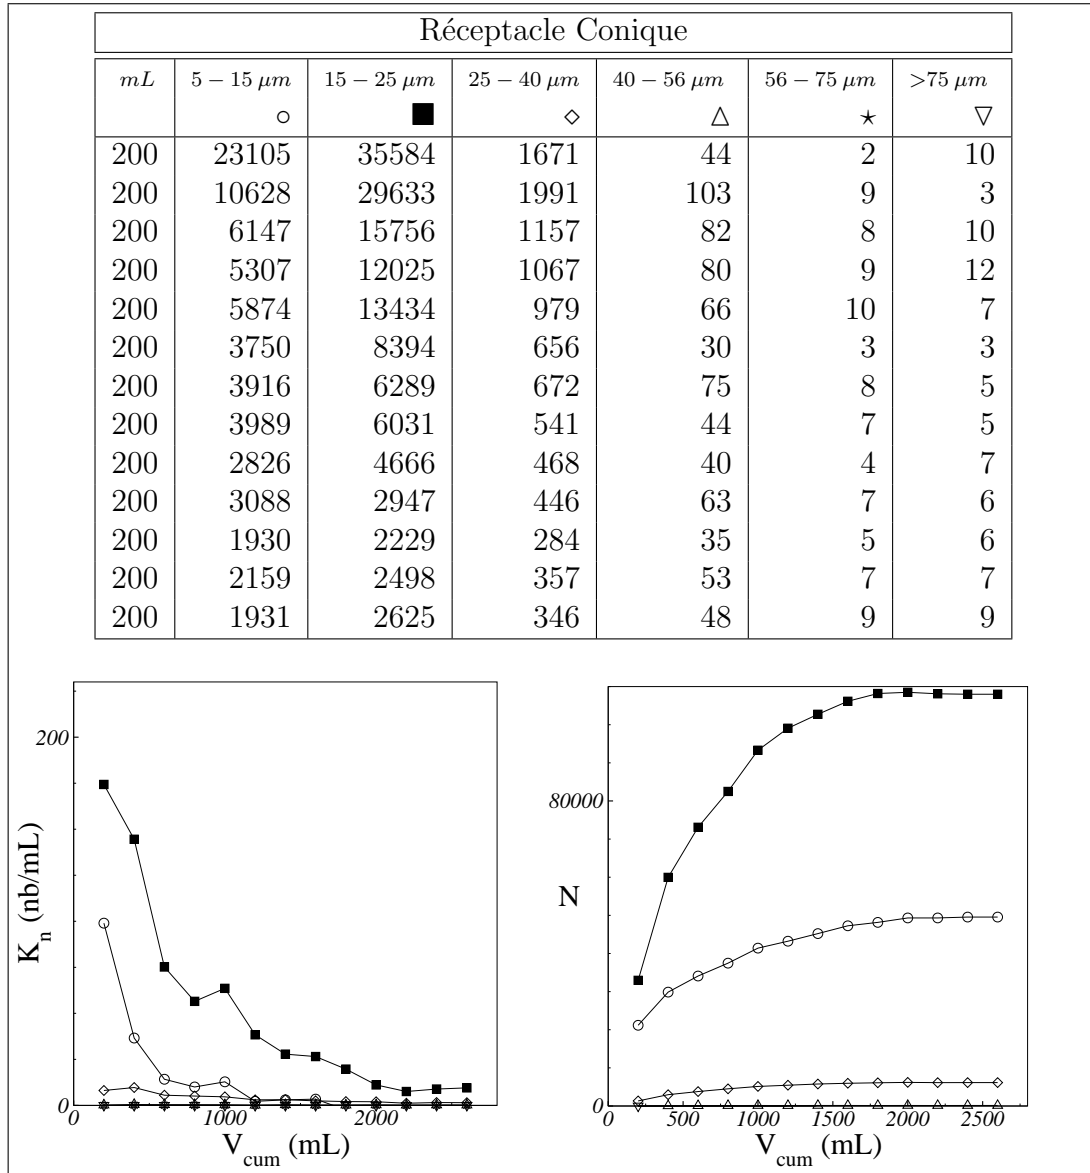 Réceptacle Conique
mL 5 – 15 μm 15 – 25 μm 25 – 40 μm 40 – 56 μm 56 – 75 μm >75 μm
○ ■ ◇ △ ⋆ ▽
200 23105 35584 1671 44 2 10
200 10628 29633 1991 103 9 3
200 6147 15756 1157 82 8 10
200 5307 12025 1067 80 9 12
200 5874 13434 979 66 10 7
200 3750 8394 656 30 3 3
200 3916 6289 672 75 8 5
200 3989 6031 541 44 7 5
200 2826 4666 468 40 4 7
200 3088 2947 446 63 7 6
200 1930 2229 284 35 5 6
200 2159 2498 357 53 7 7
200 1931 2625 346 48 9 9
200
K_n (nb/mL)
0
0 1000 2000
V_cum (mL)
80000
N
0
0 500 1000 1500 2000 2500
V_cum (mL)